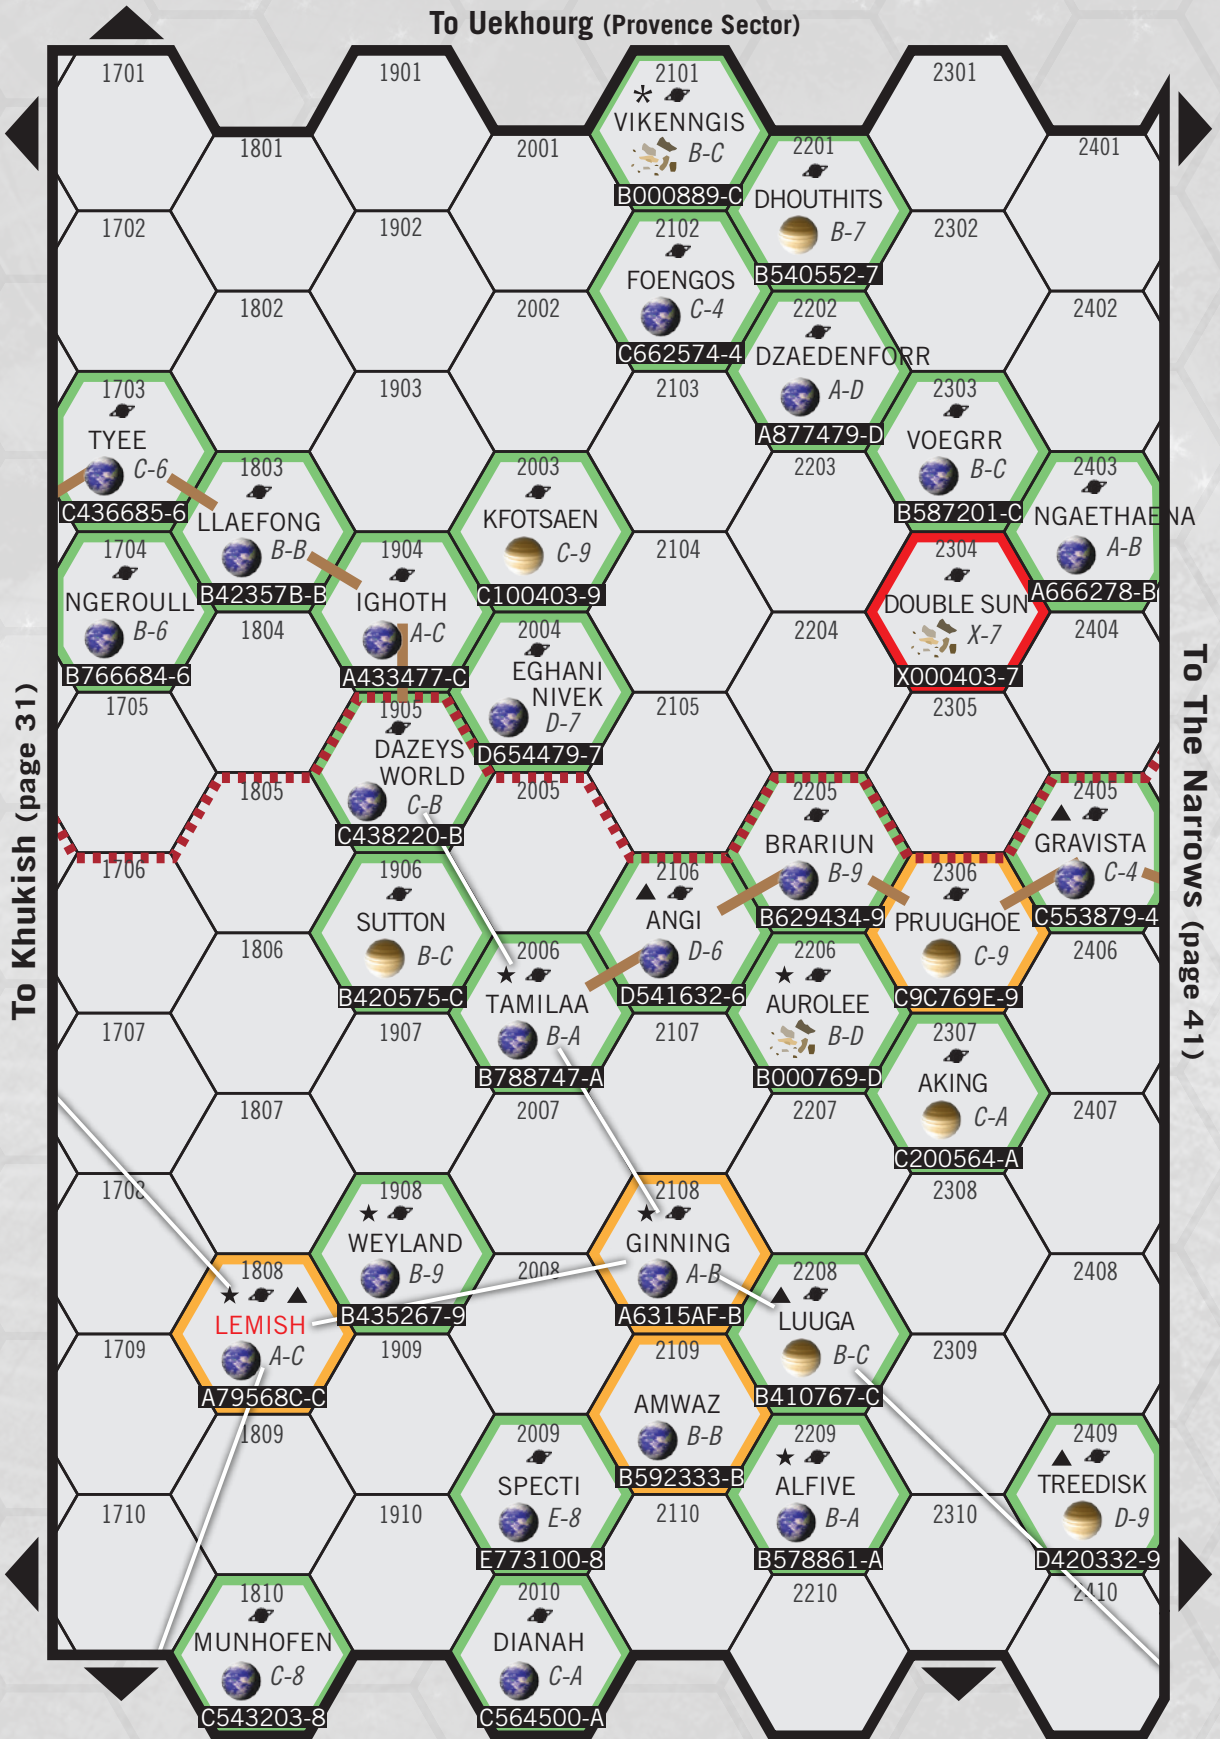 To Uekhourg (Provence Sector)
To Khukish (page 31)
To The Narrows (page 41)
1701
1901
2101
VIKENNGIS
B-C
B000889-C
2301
1801
2001
2201
DHOUTHITS
B-7
B540552-7
2401
1702
1902
2102
FOENGOS
C-4
C662574-4
2302
1802
2002
2202
DZAEDENFORR
A-D
A877479-D
2402
1703
TYEE
C-6
C436685-6
1903
2103
2303
VOEGRR
B-C
B587201-C
1803
LLAEFONG
B-B
B42357B-B
2003
KFOTSAEN
C-9
C100403-9
2203
2403
NGAETHAENA
A-B
A666278-B
1704
NGEROULL
B-6
B766684-6
1904
IGHOTH
A-C
A433477-C
2104
2304
DOUBLE SUN
X-7
X000403-7
1804
2004
EGHANI
NIVEK
D-7
D654479-7
2204
2404
1705
1905
DAZEYS
WORLD
C-B
C438220-B
2105
2305
1805
2005
2205
BRARIUN
B-9
B629434-9
2405
GRAVISTA
C-4
C553879-4
1706
1906
SUTTON
B-C
B420575-C
2106
ANGI
D-6
D541632-6
2306
PRUUGHOE
C-9
C9C769E-9
1806
2006
TAMILAA
B-A
B788747-A
2206
AUROLEE
B-D
B000769-D
2406
1707
1907
2107
2307
AKING
C-A
C200564-A
1807
2007
2207
2407
1708
1908
WEYLAND
B-9
B435267-9
2108
GINNING
A-B
A6315AF-B
2308
1808
LEMISH
A-C
A79568C-C
2008
2208
LUUGA
B-C
B410767-C
2408
1709
1909
2109
AMWAZ
B-B
B592333-B
2309
1809
2009
SPECTI
E-8
E773100-8
2209
ALFIVE
B-A
B578861-A
2409
TREEDISK
D-9
D420332-9
1710
1910
2110
2310
1810
MUNHOFEN
C-8
C543203-8
2010
DIANAH
C-A
C564500-A
2210
2410